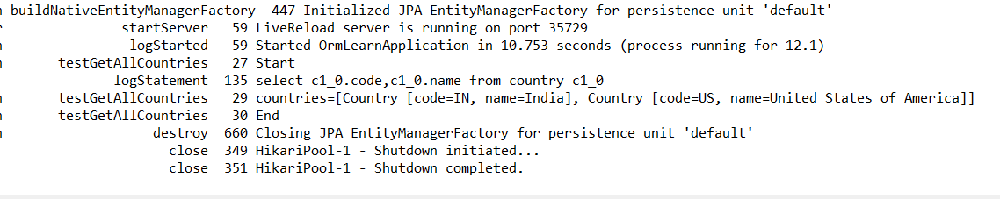 buildNativeEntityManagerFactory 447 Initialized JPA EntityManagerFactory for persistence unit 'default'
startServer 59 LiveReload server is running on port 35729
logStarted 59 Started OrmLearnApplication in 10.753 seconds (process running for 12.1)
testGetAllCountries 27 Start
logStatement 135 select c1_0.code,c1_0.name from country c1_0
testGetAllCountries 29 countries=[Country [code=IN, name=India], Country [code=US, name=United States of America]]
testGetAllCountries 30 End
destroy 660 Closing JPA EntityManagerFactory for persistence unit 'default'
close 349 HikariPool-1 - Shutdown initiated...
close 351 HikariPool-1 - Shutdown completed.